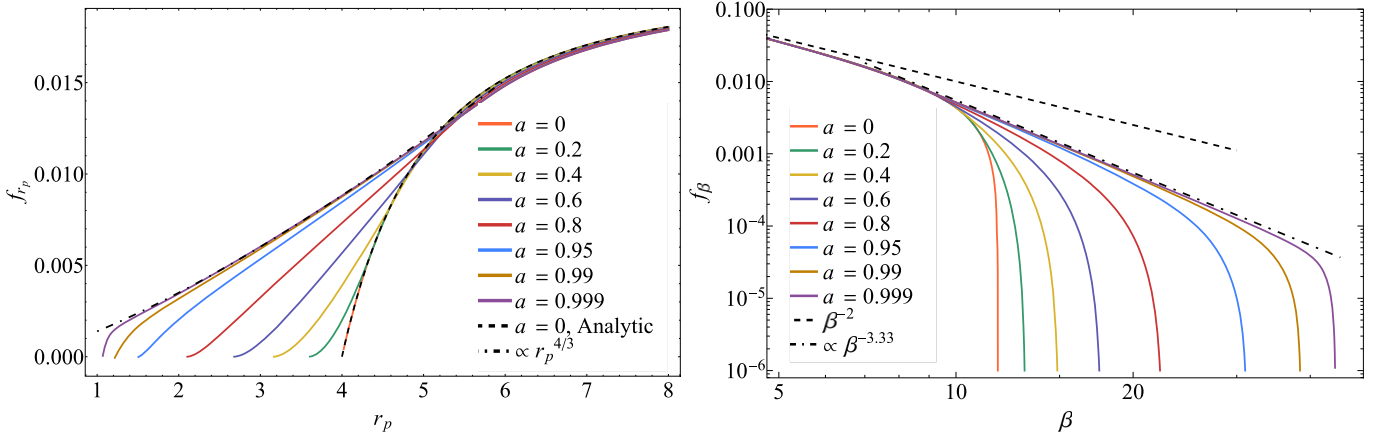 0.015
0.010
0.005
0.000
f_{r_p}
1 2 3 4 5 6 7 8
r_p
a = 0
a = 0.2
a = 0.4
a = 0.6
a = 0.8
a = 0.95
a = 0.99
a = 0.999
a = 0, Analytic
∝ r_p^{4/3}
0.100
0.010
0.001
10^{-4}
10^{-5}
10^{-6}
f_β
5 10 20
β
a = 0
a = 0.2
a = 0.4
a = 0.6
a = 0.8
a = 0.95
a = 0.99
a = 0.999
β^{-2}
∝ β^{-3.33}